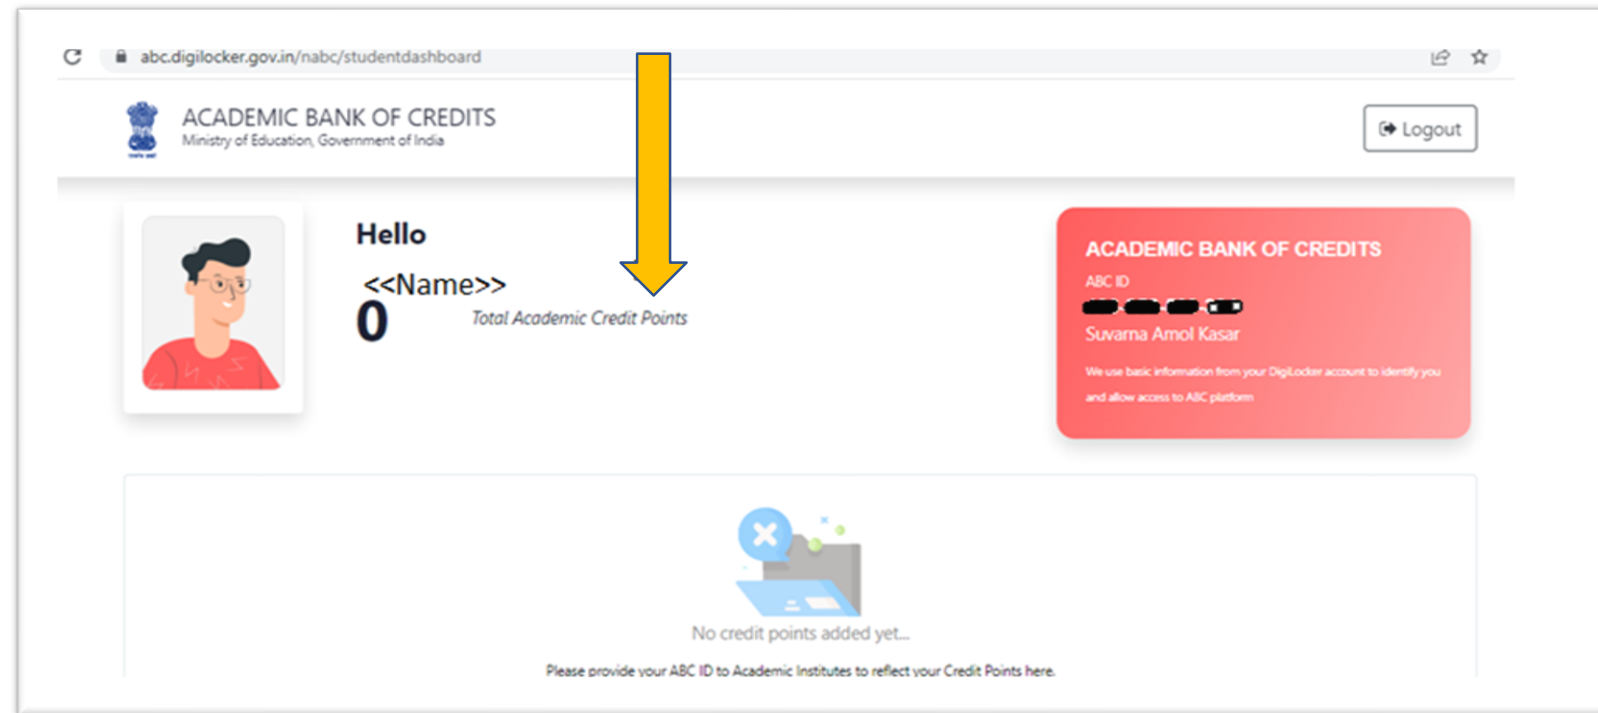 abc.digilocker.gov.in/nabc/studentdashboard
ACADEMIC BANK OF CREDITS
Ministry of Education, Government of India
Logout
Hello
<<Name>>
0
Total Academic Credit Points
ACADEMIC BANK OF CREDITS
ABC ID
Suvarna Amol Kasar
We use basic information from your DigiLocker account to identify you
and allow access to ABC platform
No credit points added yet...
Please provide your ABC ID to Academic Institutes to reflect your Credit Points here.